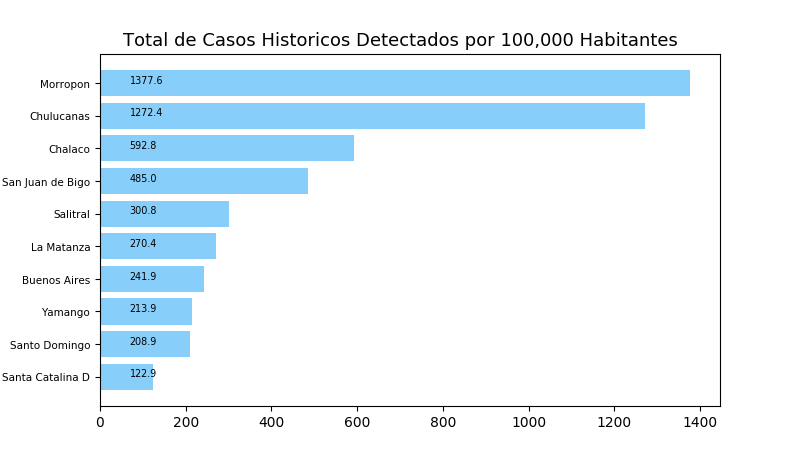 Total de Casos Historicos Detectados por 100,000 Habitantes
Morropon 1377.6
Chulucanas 1272.4
Chalaco 592.8
San Juan de Bigo 485.0
Salitral 300.8
La Matanza 270.4
Buenos Aires 241.9
Yamango 213.9
Santo Domingo 208.9
Santa Catalina D 122.9
0 200 400 600 800 1000 1200 1400